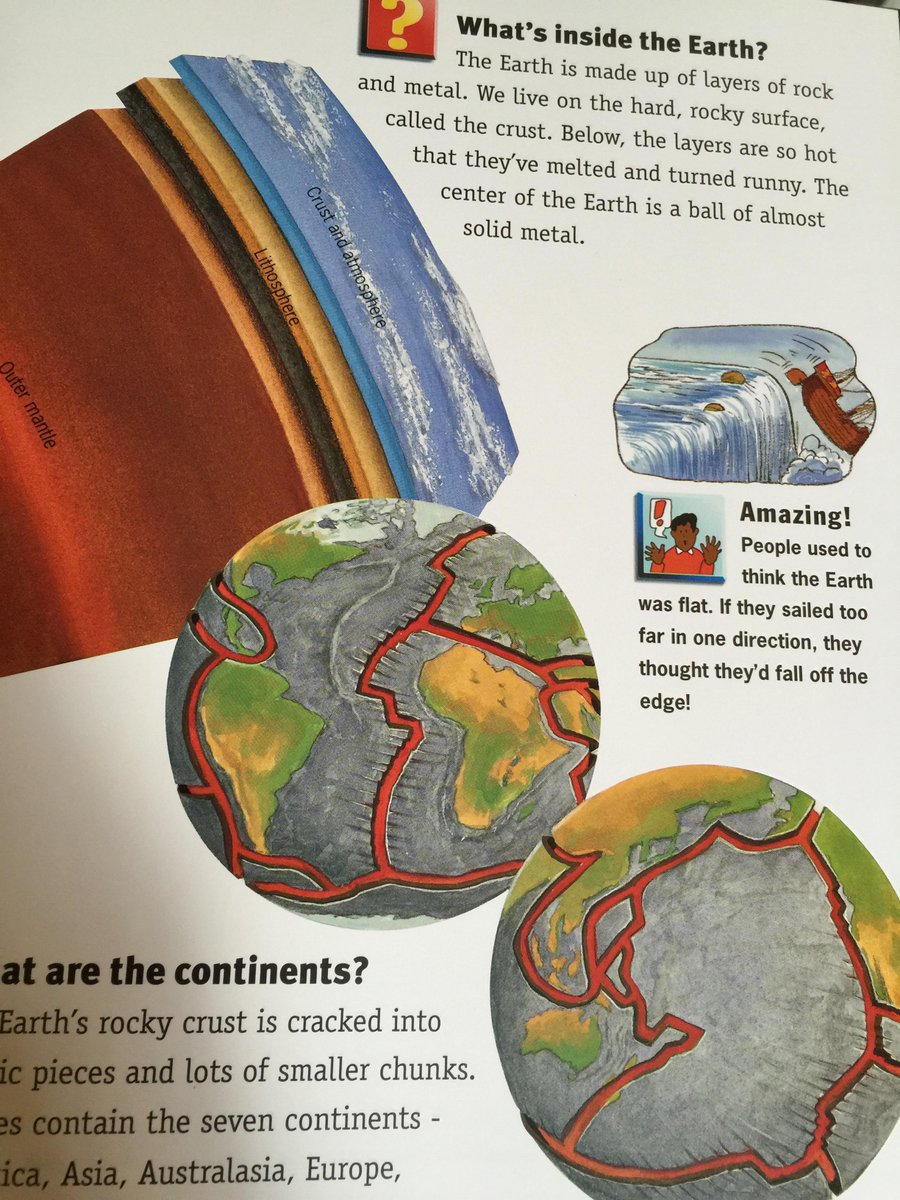 ?
What's inside the Earth?
The Earth is made up of layers of rock
and metal. We live on the hard, rocky surface,
called the crust. Below, the layers are so hot
that they've melted and turned runny. The
center of the Earth is a ball of almost
solid metal.
Crust and atmosphere
Lithosphere
Outer mantle
!
Amazing!
People used to
think the Earth
was flat. If they sailed too
far in one direction, they
thought they'd fall off the
edge!
at are the continents?
Earth's rocky crust is cracked into
ic pieces and lots of smaller chunks.
es contain the seven continents -
ica, Asia, Australasia, Europe,